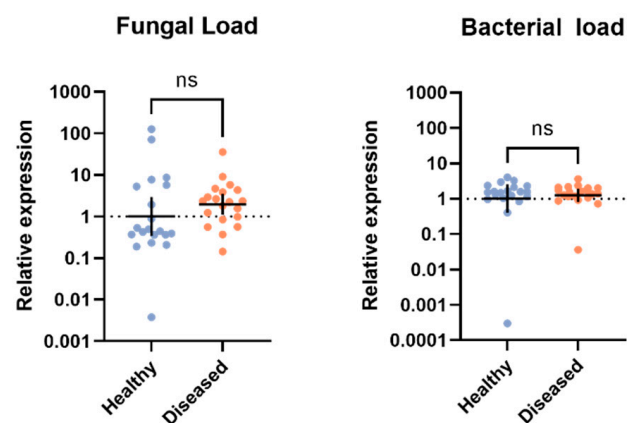 Fungal Load
Relative expression
1000
100
10
1
0.1
0.01
0.001
ns
Healthy
Diseased
Bacterial load
Relative expression
1000
100
10
1
0.1
0.01
0.001
0.0001
ns
Healthy
Diseased